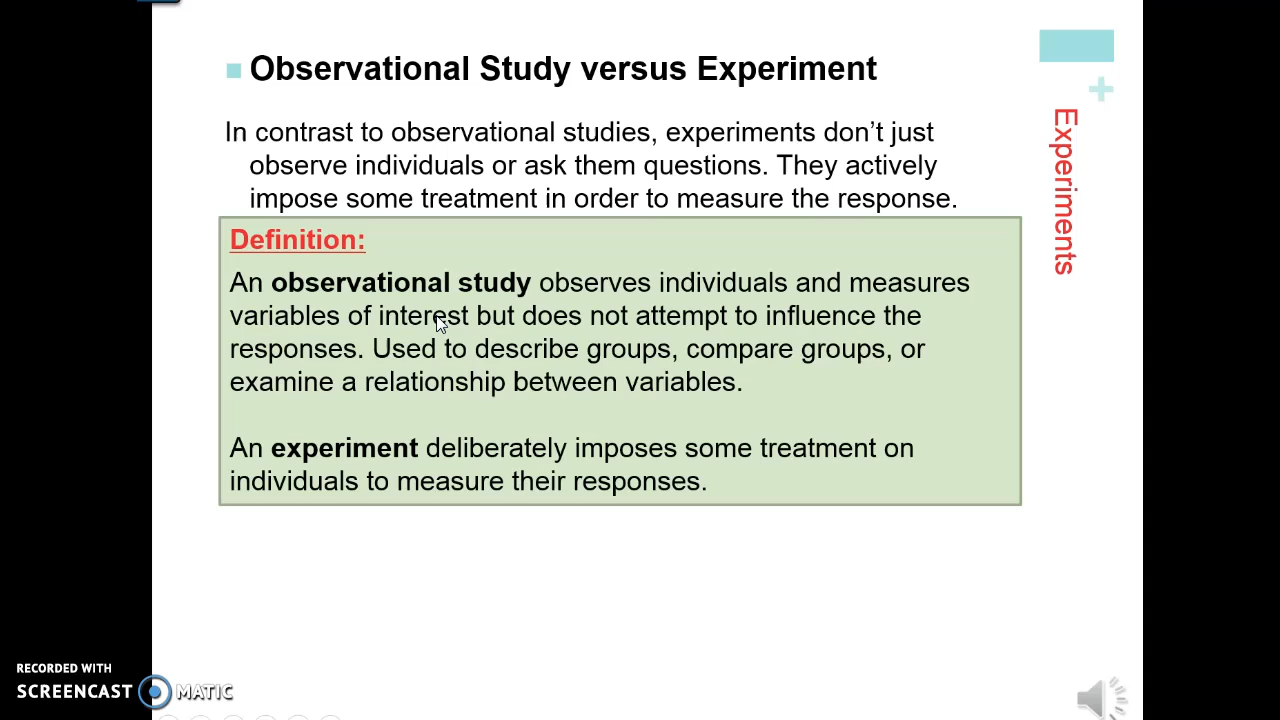 Observational Study versus Experiment
In contrast to observational studies, experiments don’t just
observe individuals or ask them questions. They actively
impose some treatment in order to measure the response.
Definition:
An observational study observes individuals and measures
variables of interest but does not attempt to influence the
responses. Used to describe groups, compare groups, or
examine a relationship between variables.
An experiment deliberately imposes some treatment on
individuals to measure their responses.
+
Experiments
RECORDED WITH
SCREENCAST MATIC